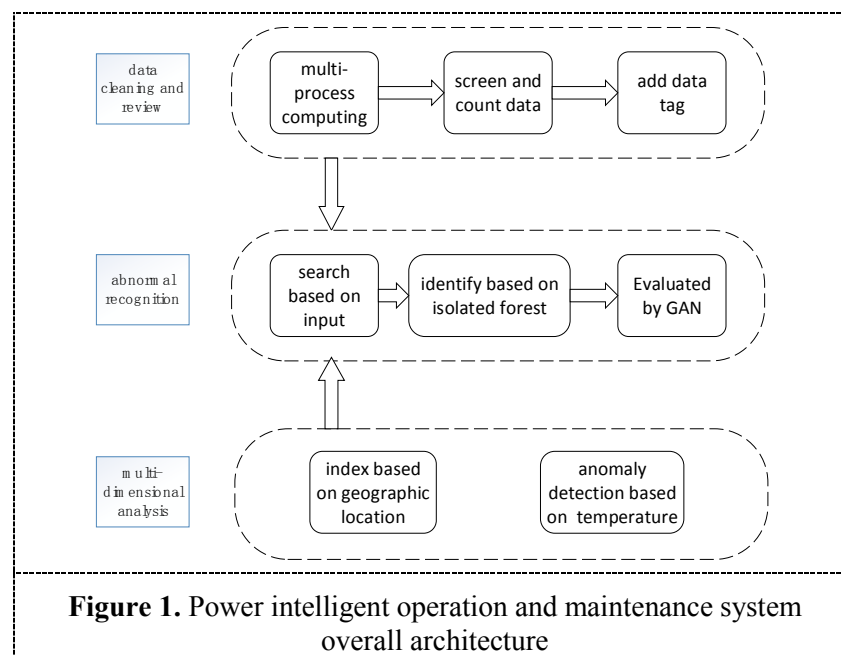 data
cleaning and
review
multi-
process
computing
screen and
count data
add data
tag
abnormal
recognition
search
based on
input
identify based on
isolated forest
Evaluated
by GAN
multi-
dimensional
analysis
index based
on geographic
location
anomaly
detection based
on temperature
Figure 1. Power intelligent operation and maintenance system
overall architecture